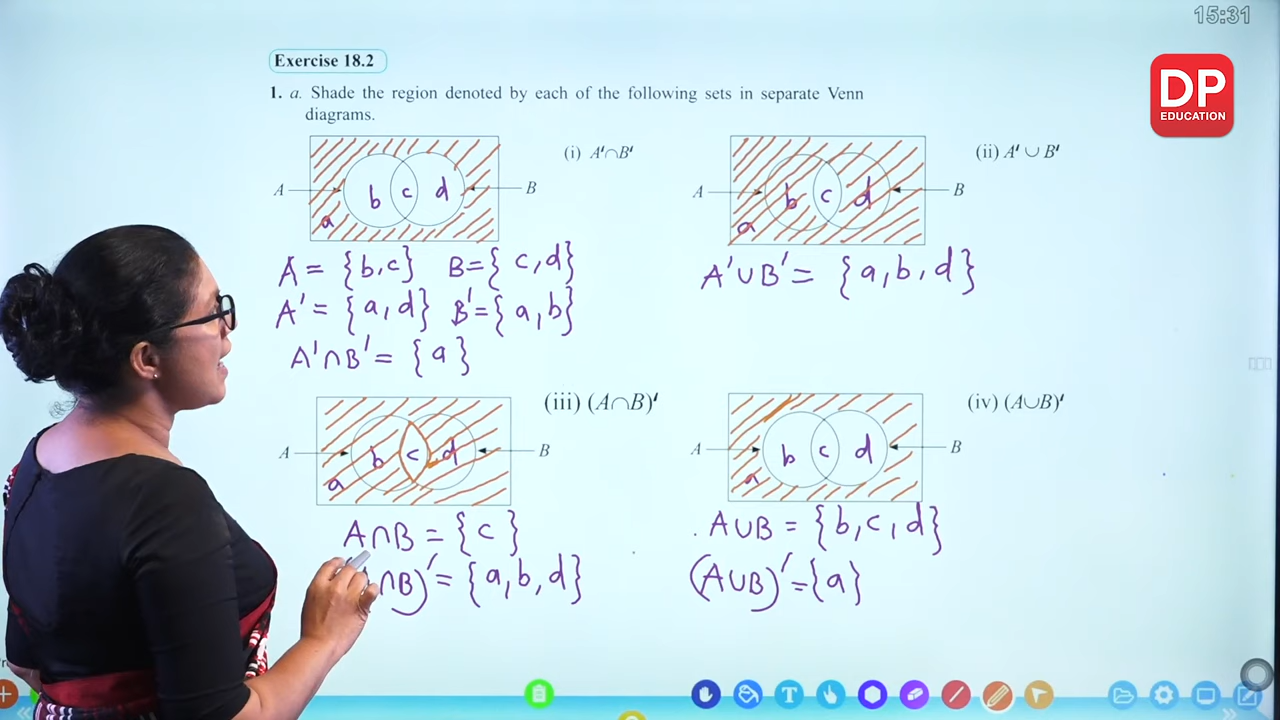 15:31
DP
EDUCATION
Exercise 18.2
1. a. Shade the region denoted by each of the following sets in separate Venn
diagrams.
(i) A′∩B′
A b c d B
a
A = {b,c} B={c,d}
A′ = {a,d} B′={a,b}
A′∩B′ = {a}
(ii) A′ ∪ B′
A b c d B
a
A′∪B′ = {a,b,d}
(iii) (A∩B)′
A b c d B
a
A∩B = {c}
∩B)′ = {a,b,d}
(iv) (A∪B)′
A b c d B
a
A∪B = {b,c,d}
(A∪B)′ = {a}
T